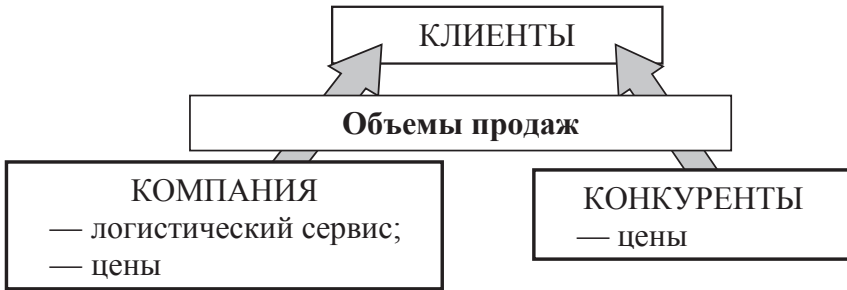 КЛИЕНТЫ
Объемы продаж
КОМПАНИЯ
— логистический сервис;
— цены
КОНКУРЕНТЫ
— цены